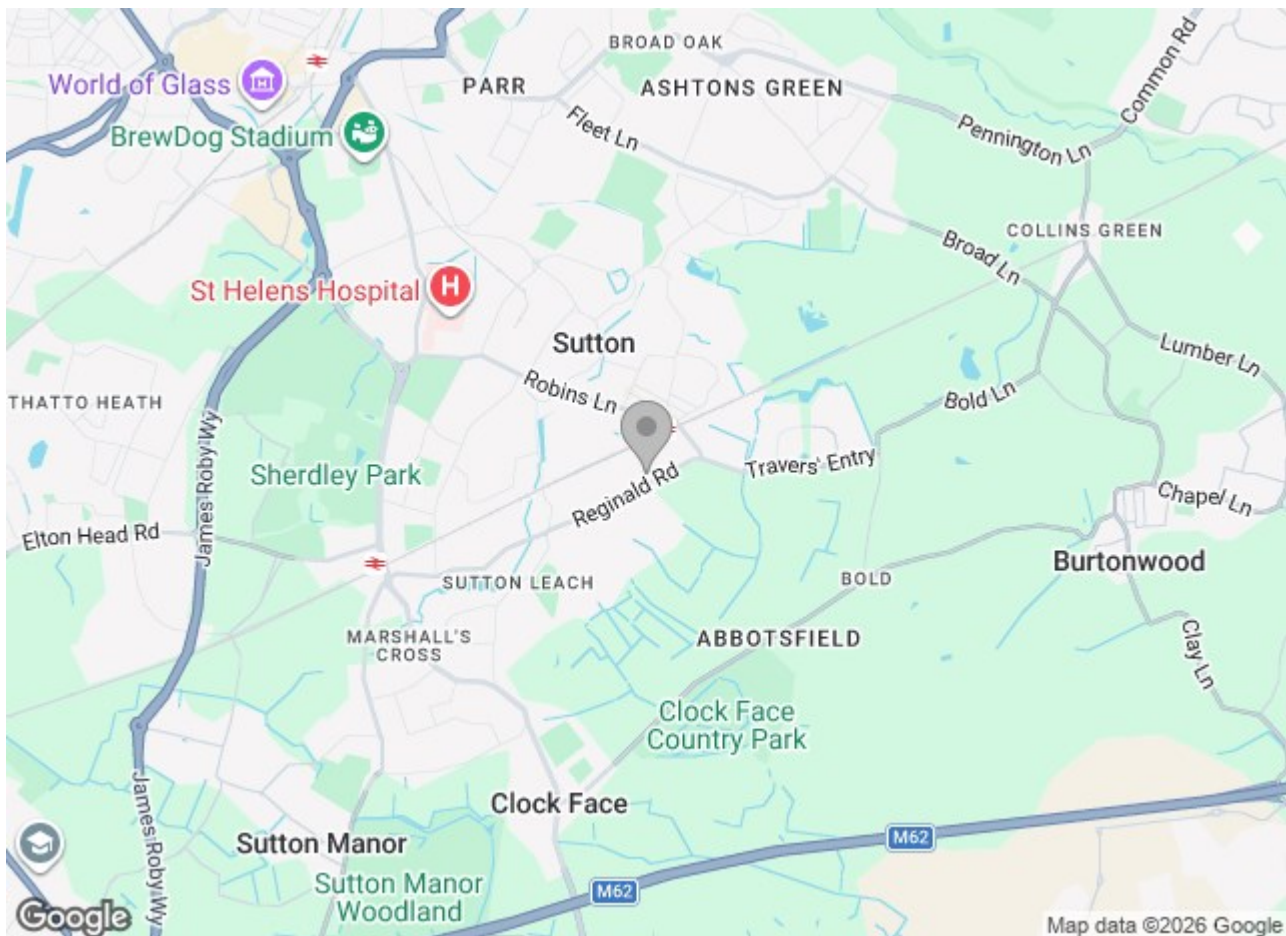 BROAD OAK
PARR
World of Glass
ASHTONS GREEN
Common Rd
BrewDog Stadium
Fleet Ln
Pennington Ln
COLLINS GREEN
Broad Ln
St Helens Hospital
H
Sutton
Lumber Ln
Robins Ln
THATTO HEATH
Bold Ln
James Roby Wy
Sherdley Park
Travers' Entry
Reginald Rd
Chapel Ln
Elton Head Rd
Burtonwood
SUTTON LEACH
BOLD
MARSHALL'S
CROSS
ABBOTSFIELD
Clay Ln
Clock Face
Country Park
James Roby Wy
Clock Face
Sutton Manor
M62
Sutton Manor
Woodland
M62
Google
Map data ©2026 Google